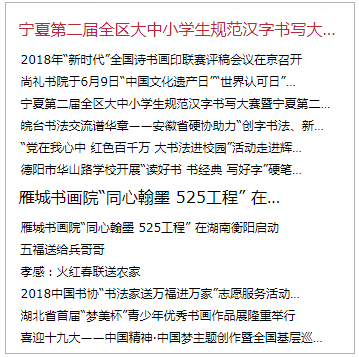 宁夏第二届全区大中小学生规范汉字书写大...
2018年“新时代”全国诗书画印联赛评稿会议在京召开
尚礼书院于6月9日“中国文化遗产日”“世界认可日”...
宁夏第二届全区大中小学生规范汉字书写大赛暨宁夏第二...
皖台书法交流谱华章——安徽省硬协助力“创字书法、新...
“党在我心中 红色百千万 大书法进校园”活动走进辉...
德阳市华山路学校开展“读好书 书经典 写好字”硬笔...
雁城书画院“同心翰墨 525工程” 在...
雁城书画院“同心翰墨 525工程” 在湖南衡阳启动
五福送给兵哥哥
孝感：火红春联送农家
2018中国书协“书法家送万福进万家”志愿服务活动...
湖北省首届“梦美杯”青少年优秀书画作品展隆重举行
喜迎十九大——中国精神·中国梦主题创作暨全国基层巡...